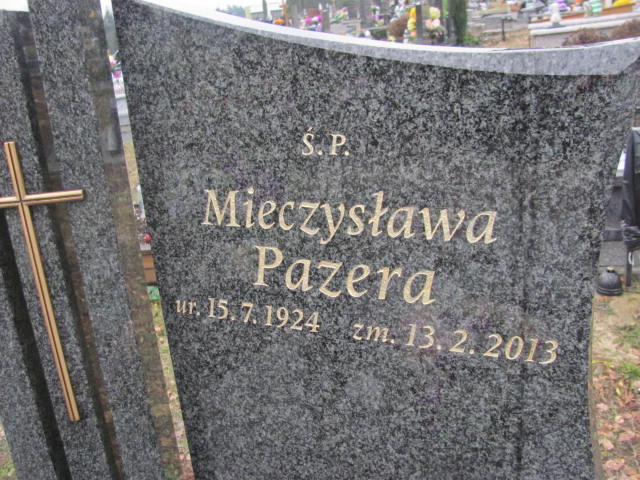 Ś.P.
Mieczysława
Pazera
ur. 15.7.1924 zm. 13.2.2013